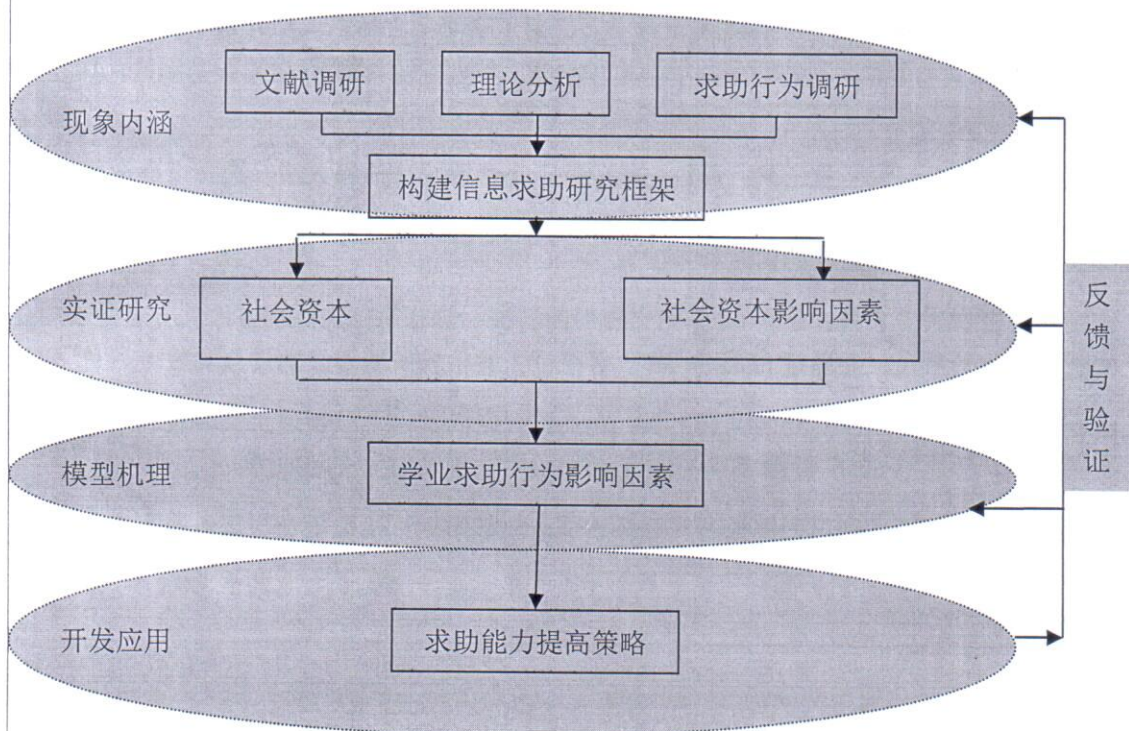 文献调研
理论分析
求助行为调研
现象内涵
构建信息求助研究框架
实证研究
社会资本
社会资本影响因素
反馈与验证
模型机理
学业求助行为影响因素
开发应用
求助能力提高策略